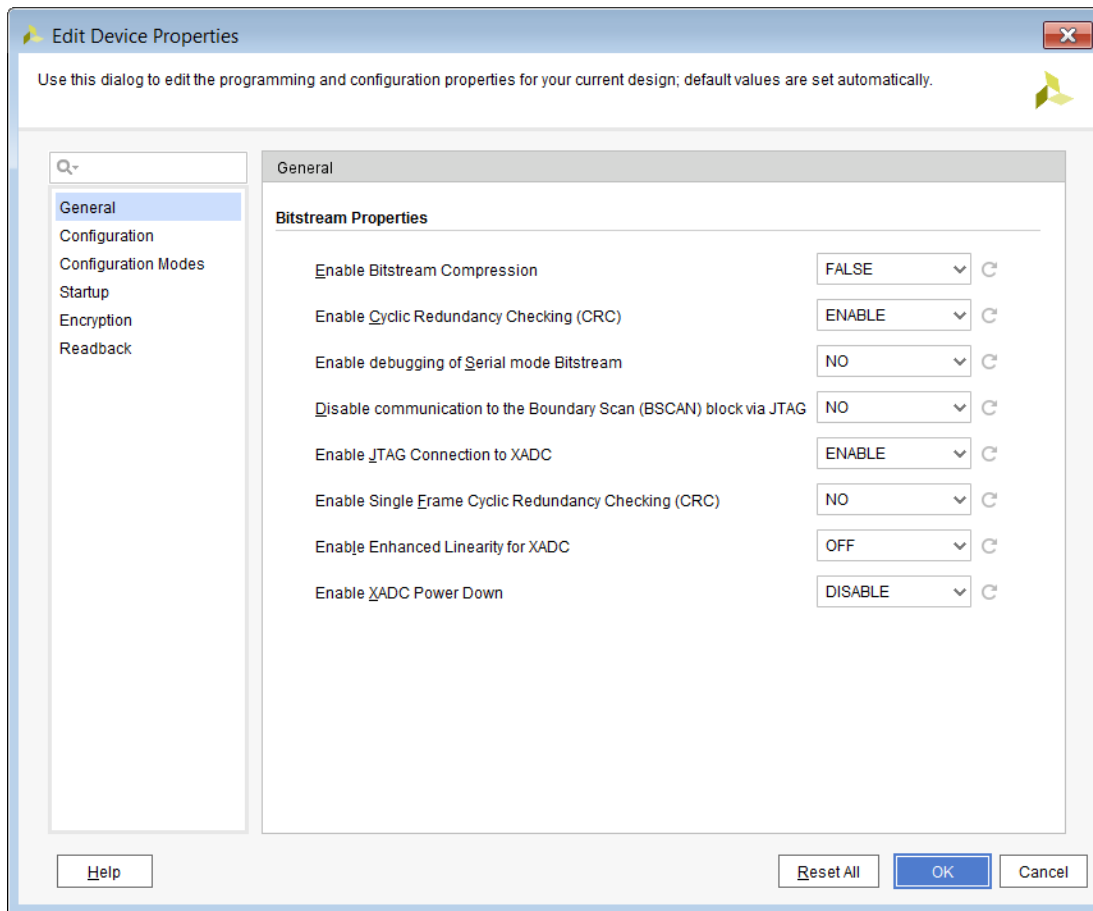 Edit Device Properties
Use this dialog to edit the programming and configuration properties for your current design; default values are set automatically.
General
Configuration
Configuration Modes
Startup
Encryption
Readback
General
Bitstream Properties
Enable Bitstream Compression FALSE
Enable Cyclic Redundancy Checking (CRC) ENABLE
Enable debugging of Serial mode Bitstream NO
Disable communication to the Boundary Scan (BSCAN) block via JTAG NO
Enable JTAG Connection to XADC ENABLE
Enable Single Frame Cyclic Redundancy Checking (CRC) NO
Enable Enhanced Linearity for XADC OFF
Enable XADC Power Down DISABLE
Help Reset All OK Cancel